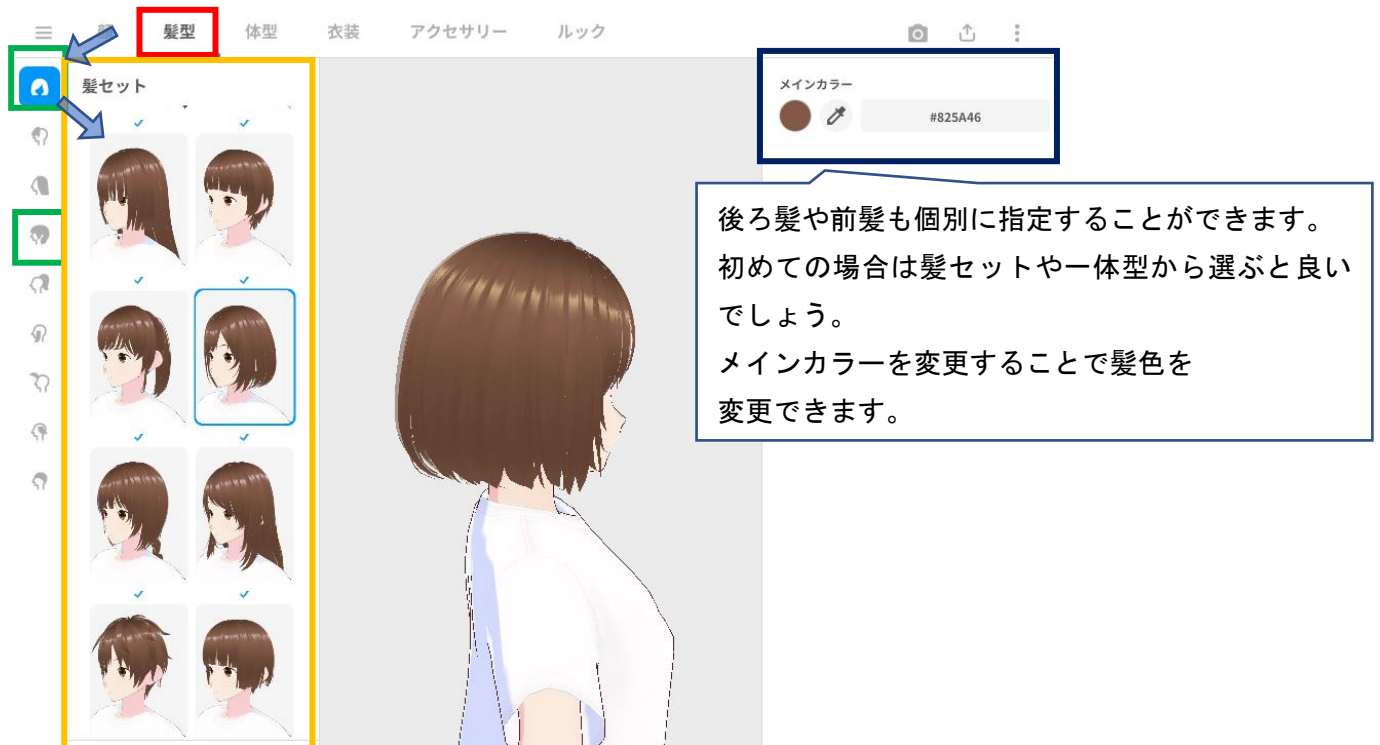 髪型
体型
衣装
アクセサリー
ルック
髪セット
メインカラー
#825A46
後ろ髪や前髪も個別に指定することができます。
初めての場合は髪セットや一体型から選ぶと良い
でしょう。
メインカラーを変更することで髪色を
変更できます。